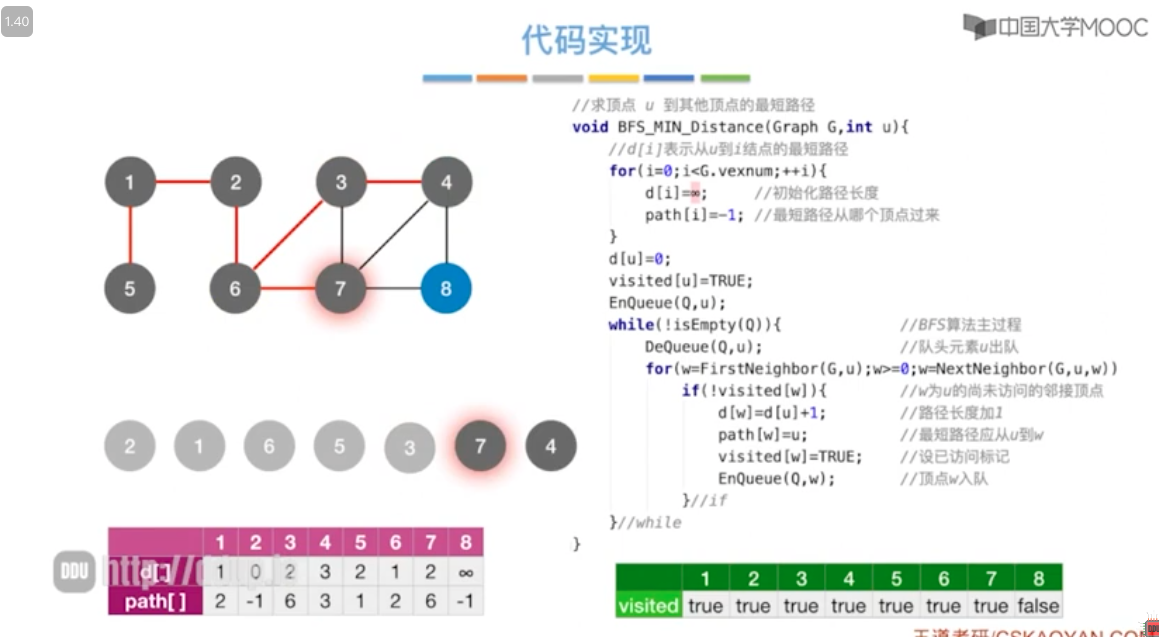 1.40
中国大学MOOC
代码实现
//求顶点 u 到其他顶点的最短路径
void BFS_MIN_Distance(Graph G,int u){
//d[i]表示从u到i结点的最短路径
for(i=0;i<G.vexnum;++i){
d[i]=∞; //初始化路径长度
path[i]=-1; //最短路径从哪个顶点过来
}
d[u]=0;
visited[u]=TRUE;
EnQueue(Q,u);
while(!isEmpty(Q)){ //BFS算法主过程
DeQueue(Q,u); //队头元素u出队
for(w=FirstNeighbor(G,u);w>=0;w=NextNeighbor(G,u,w))
if(!visited[w]){ //w为u的尚未访问的邻接顶点
d[w]=d[u]+1; //路径长度加1
path[w]=u; //最短路径应从u到w
visited[w]=TRUE; //设已访问标记
EnQueue(Q,w); //顶点w入队
}//if
}//while
}
1 2 3 4
5 6 7 8
2 1 6 5 3 7 4
1 2 3 4 5 6 7 8
d[] 1 0 2 3 2 1 2 ∞
path[] 2 -1 6 3 1 2 6 -1
DDU
1 2 3 4 5 6 7 8
visited true true true true true true true false
王道考研/CSKAOYAN.COM